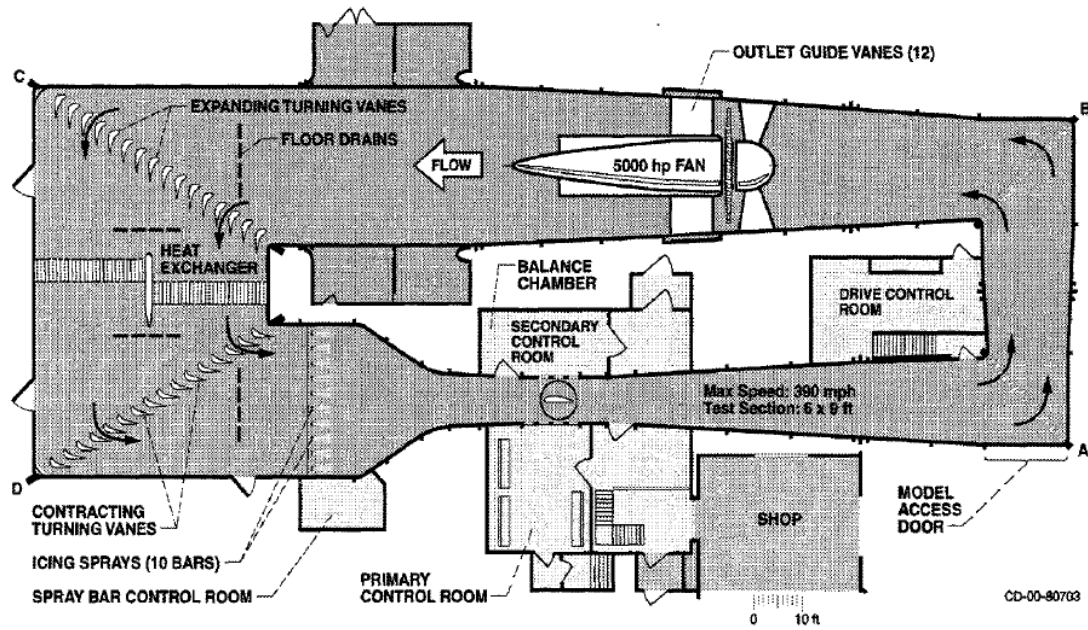 OUTLET GUIDE VANES (12)
C
B
EXPANDING TURNING VANES
FLOOR DRAINS
FLOW
5000 hp FAN
HEAT
EXCHANGER
BALANCE
CHAMBER
DRIVE CONTROL
ROOM
SECONDARY
CONTROL
ROOM
Max Speed: 390 mph
Test Section: 6 x 9 ft
A
D
CONTRACTING
TURNING VANES
MODEL
ACCESS
DOOR
SHOP
ICING SPRAYS (10 BARS)
SPRAY BAR CONTROL ROOM
PRIMARY
CONTROL ROOM
CD-00-80703
0 10 ft